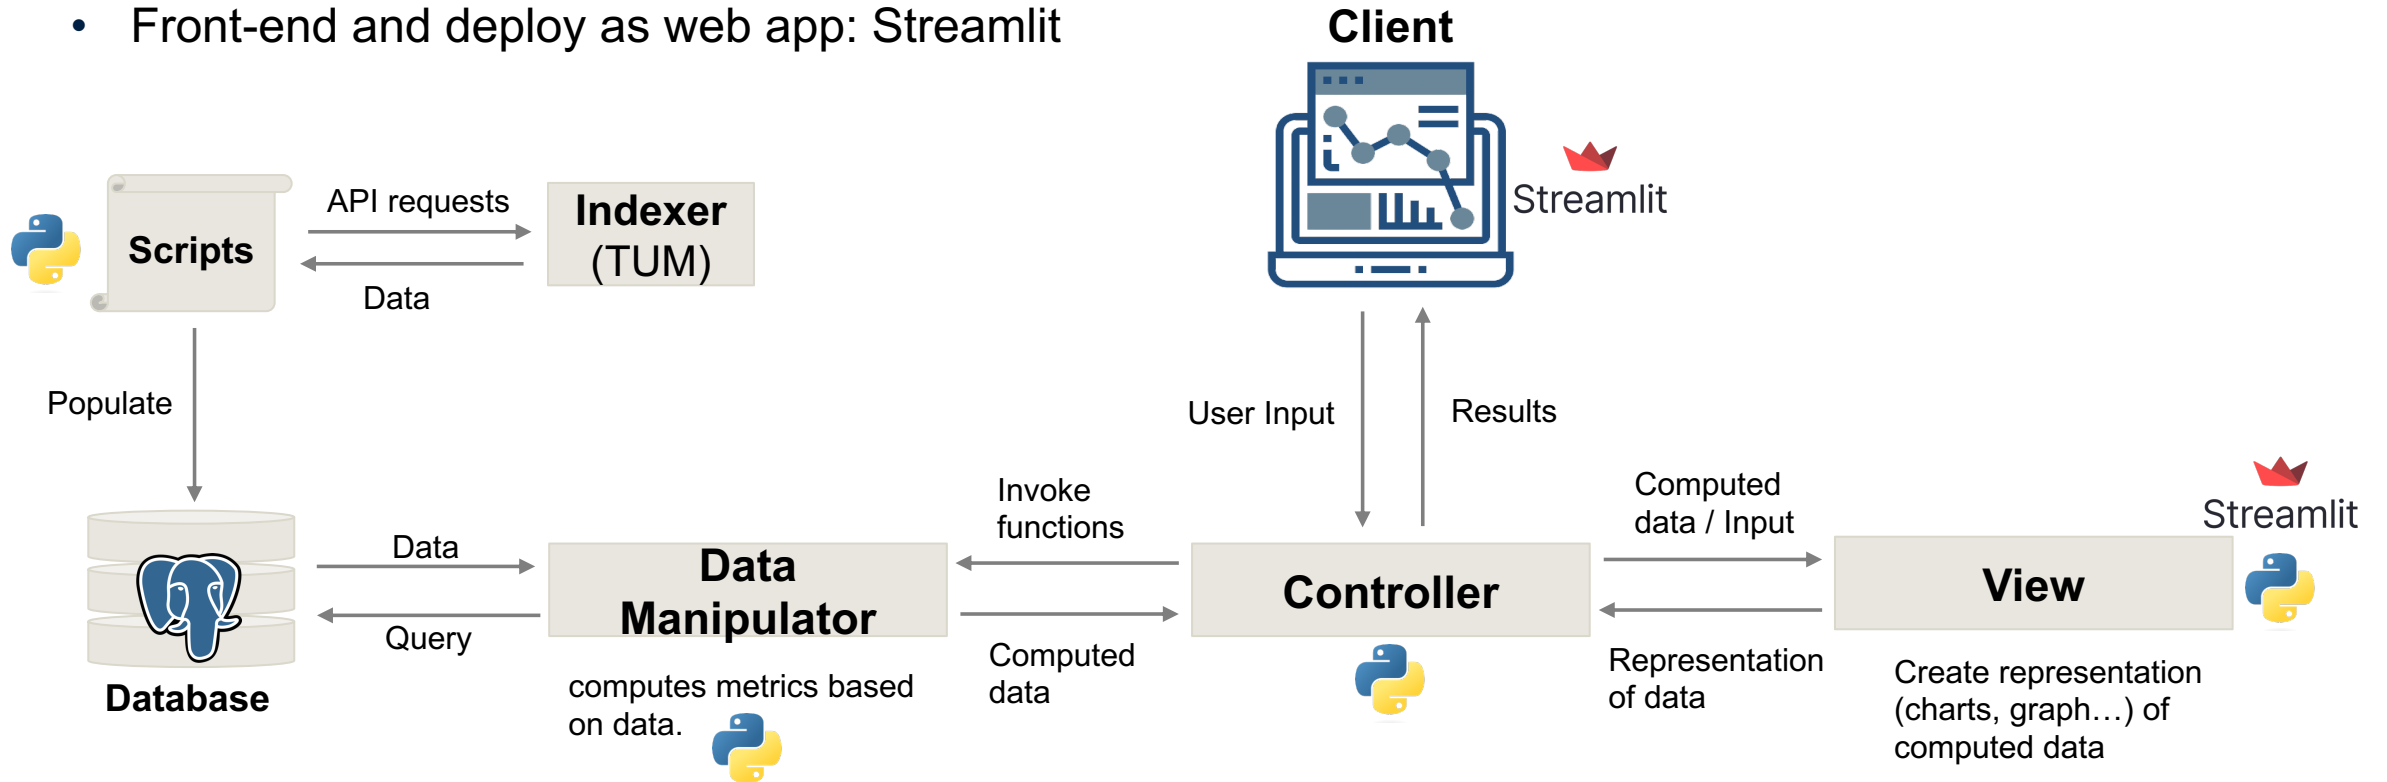 • Front-end and deploy as web app: Streamlit
Client
Streamlit
Scripts
API requests
Data
Indexer
(TUM)
Populate
User Input
Results
Database
Data
Query
Data
Manipulator
computes metrics based
on data.
Invoke
functions
Computed
data
Controller
Computed
data / Input
Representation
of data
Streamlit
View
Create representation
(charts, graph…) of
computed data